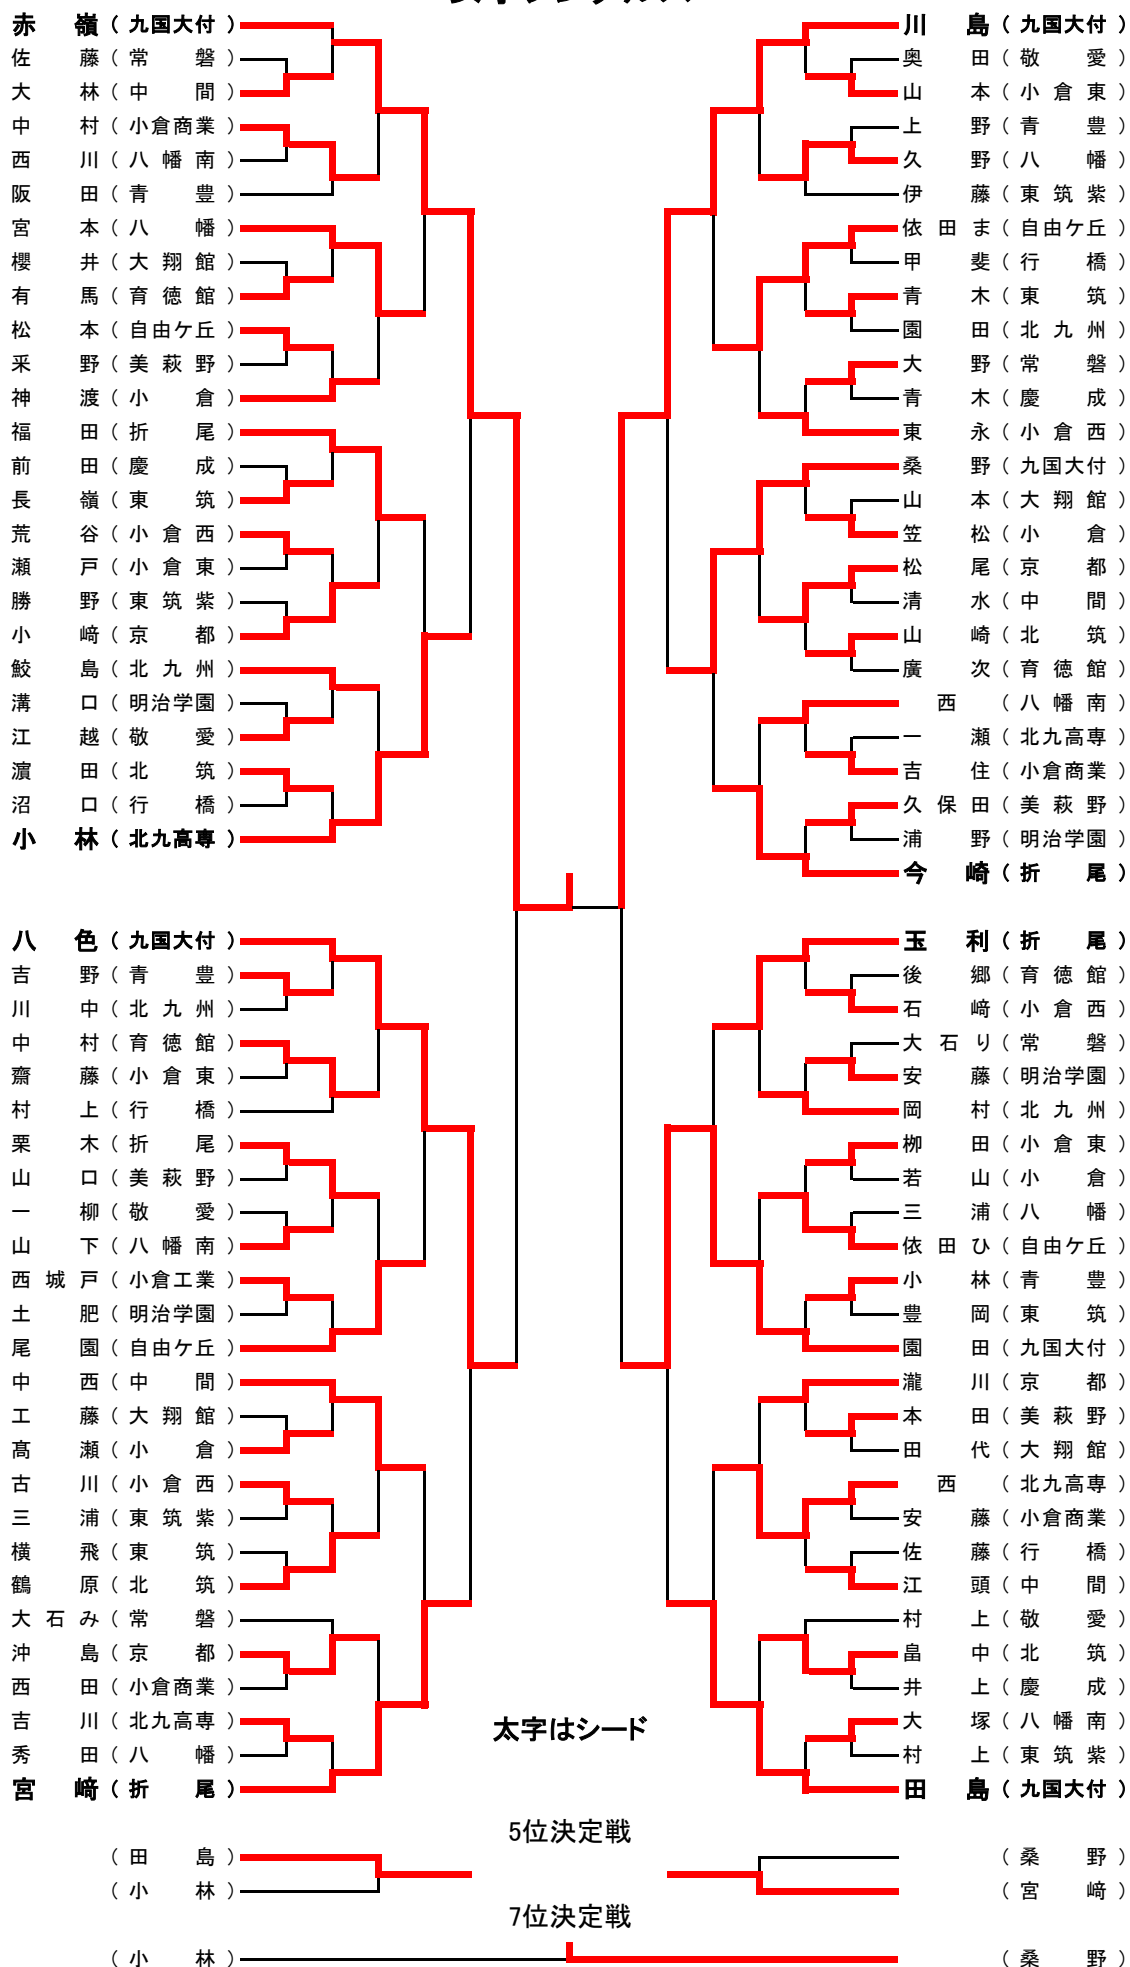 赤嶺(九国大付)
佐藤(常磐)
大林(中間)
中村(小倉商業)
西川(八幡南)
阪田(青豊)
宮本(八幡)
櫻井(大翔館)
有馬(育徳館)
松本(自由ケ丘)
釆野(美萩野)
神渡(小倉)
福田(折尾)
前田(慶成)
長嶺(東筑)
荒谷(小倉西)
瀬戸(小倉東)
勝野(東筑紫)
小﨑(京都)
鮫島(北九州)
溝口(明治学園)
江越(敬愛)
濵田(北筑)
沼口(行橋)
小林(北九高専)
川島(九国大付)
奥田(敬愛)
山本(小倉東)
上野(青豊)
久野(八幡)
伊藤(東筑紫)
依田ま(自由ケ丘)
甲斐(行橋)
青木(東筑)
園田(北九州)
大野(常磐)
青木(慶成)
東永(小倉西)
桑野(九国大付)
山本(大翔館)
笠松(小倉)
松尾(京都)
清水(中間)
山崎(北筑)
廣次(育徳館)
西(八幡南)
一瀬(北九高専)
吉住(小倉商業)
久保田(美萩野)
浦野(明治学園)
今崎(折尾)
八色(九国大付)
吉野(青豊)
川中(北九州)
中村(育徳館)
齋藤(小倉東)
村上(行橋)
栗木(折尾)
山口(美萩野)
一柳(敬愛)
山下(八幡南)
西城戸(小倉工業)
土肥(明治学園)
尾園(自由ケ丘)
中西(中間)
工藤(大翔館)
髙瀬(小倉)
古川(小倉西)
三浦(東筑紫)
横飛(東筑)
鶴原(北筑)
大石み(常磐)
沖島(京都)
西田(小倉商業)
吉川(北九高専)
秀田(八幡)
宮﨑(折尾)
玉利(折尾)
後郷(育徳館)
石﨑(小倉西)
大石り(常磐)
安藤(明治学園)
岡村(北九州)
栁田(小倉東)
若山(小倉)
三浦(八幡)
依田ひ(自由ケ丘)
小林(青豊)
豊岡(東筑)
園田(九国大付)
瀧川(京都)
本田(美萩野)
田代(大翔館)
西(北九高専)
安藤(小倉商業)
佐藤(行橋)
江頭(中間)
村上(敬愛)
畠中(北筑)
井上(慶成)
大塚(八幡南)
村上(東筑紫)
田島(九国大付)
太字はシード
5位決定戦
(田島)
(小林)
(桑野)
(宮﨑)
7位決定戦
(小林)
(桑野)